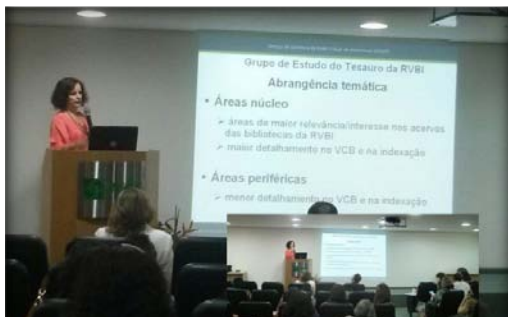 Grupo de Estudo do Tesauro da RVBI
Abrangência temática
• Áreas núcleo
➢ áreas de maior relevância/interesse nos acervos
das bibliotecas da RVBI
➢ maior detalhamento no VCB e na indexação
• Áreas periféricas
➢ menor detalhamento no VCB e na indexação